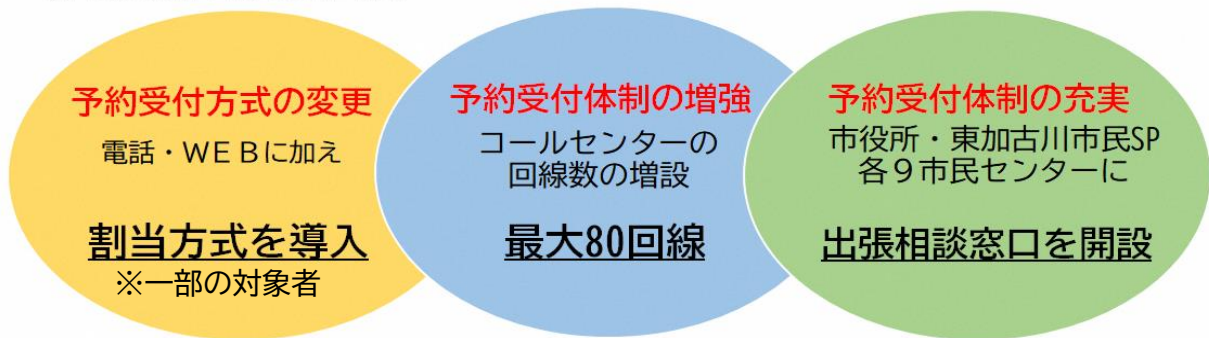 予約受付方式の変更
電話・WEBに加え
割当方式を導入
※一部の対象者
予約受付体制の増強
コールセンターの
回線数の増設
最大80回線
予約受付体制の充実
市役所・東加古川市民SP
各9市民センターに
出張相談窓口を開設